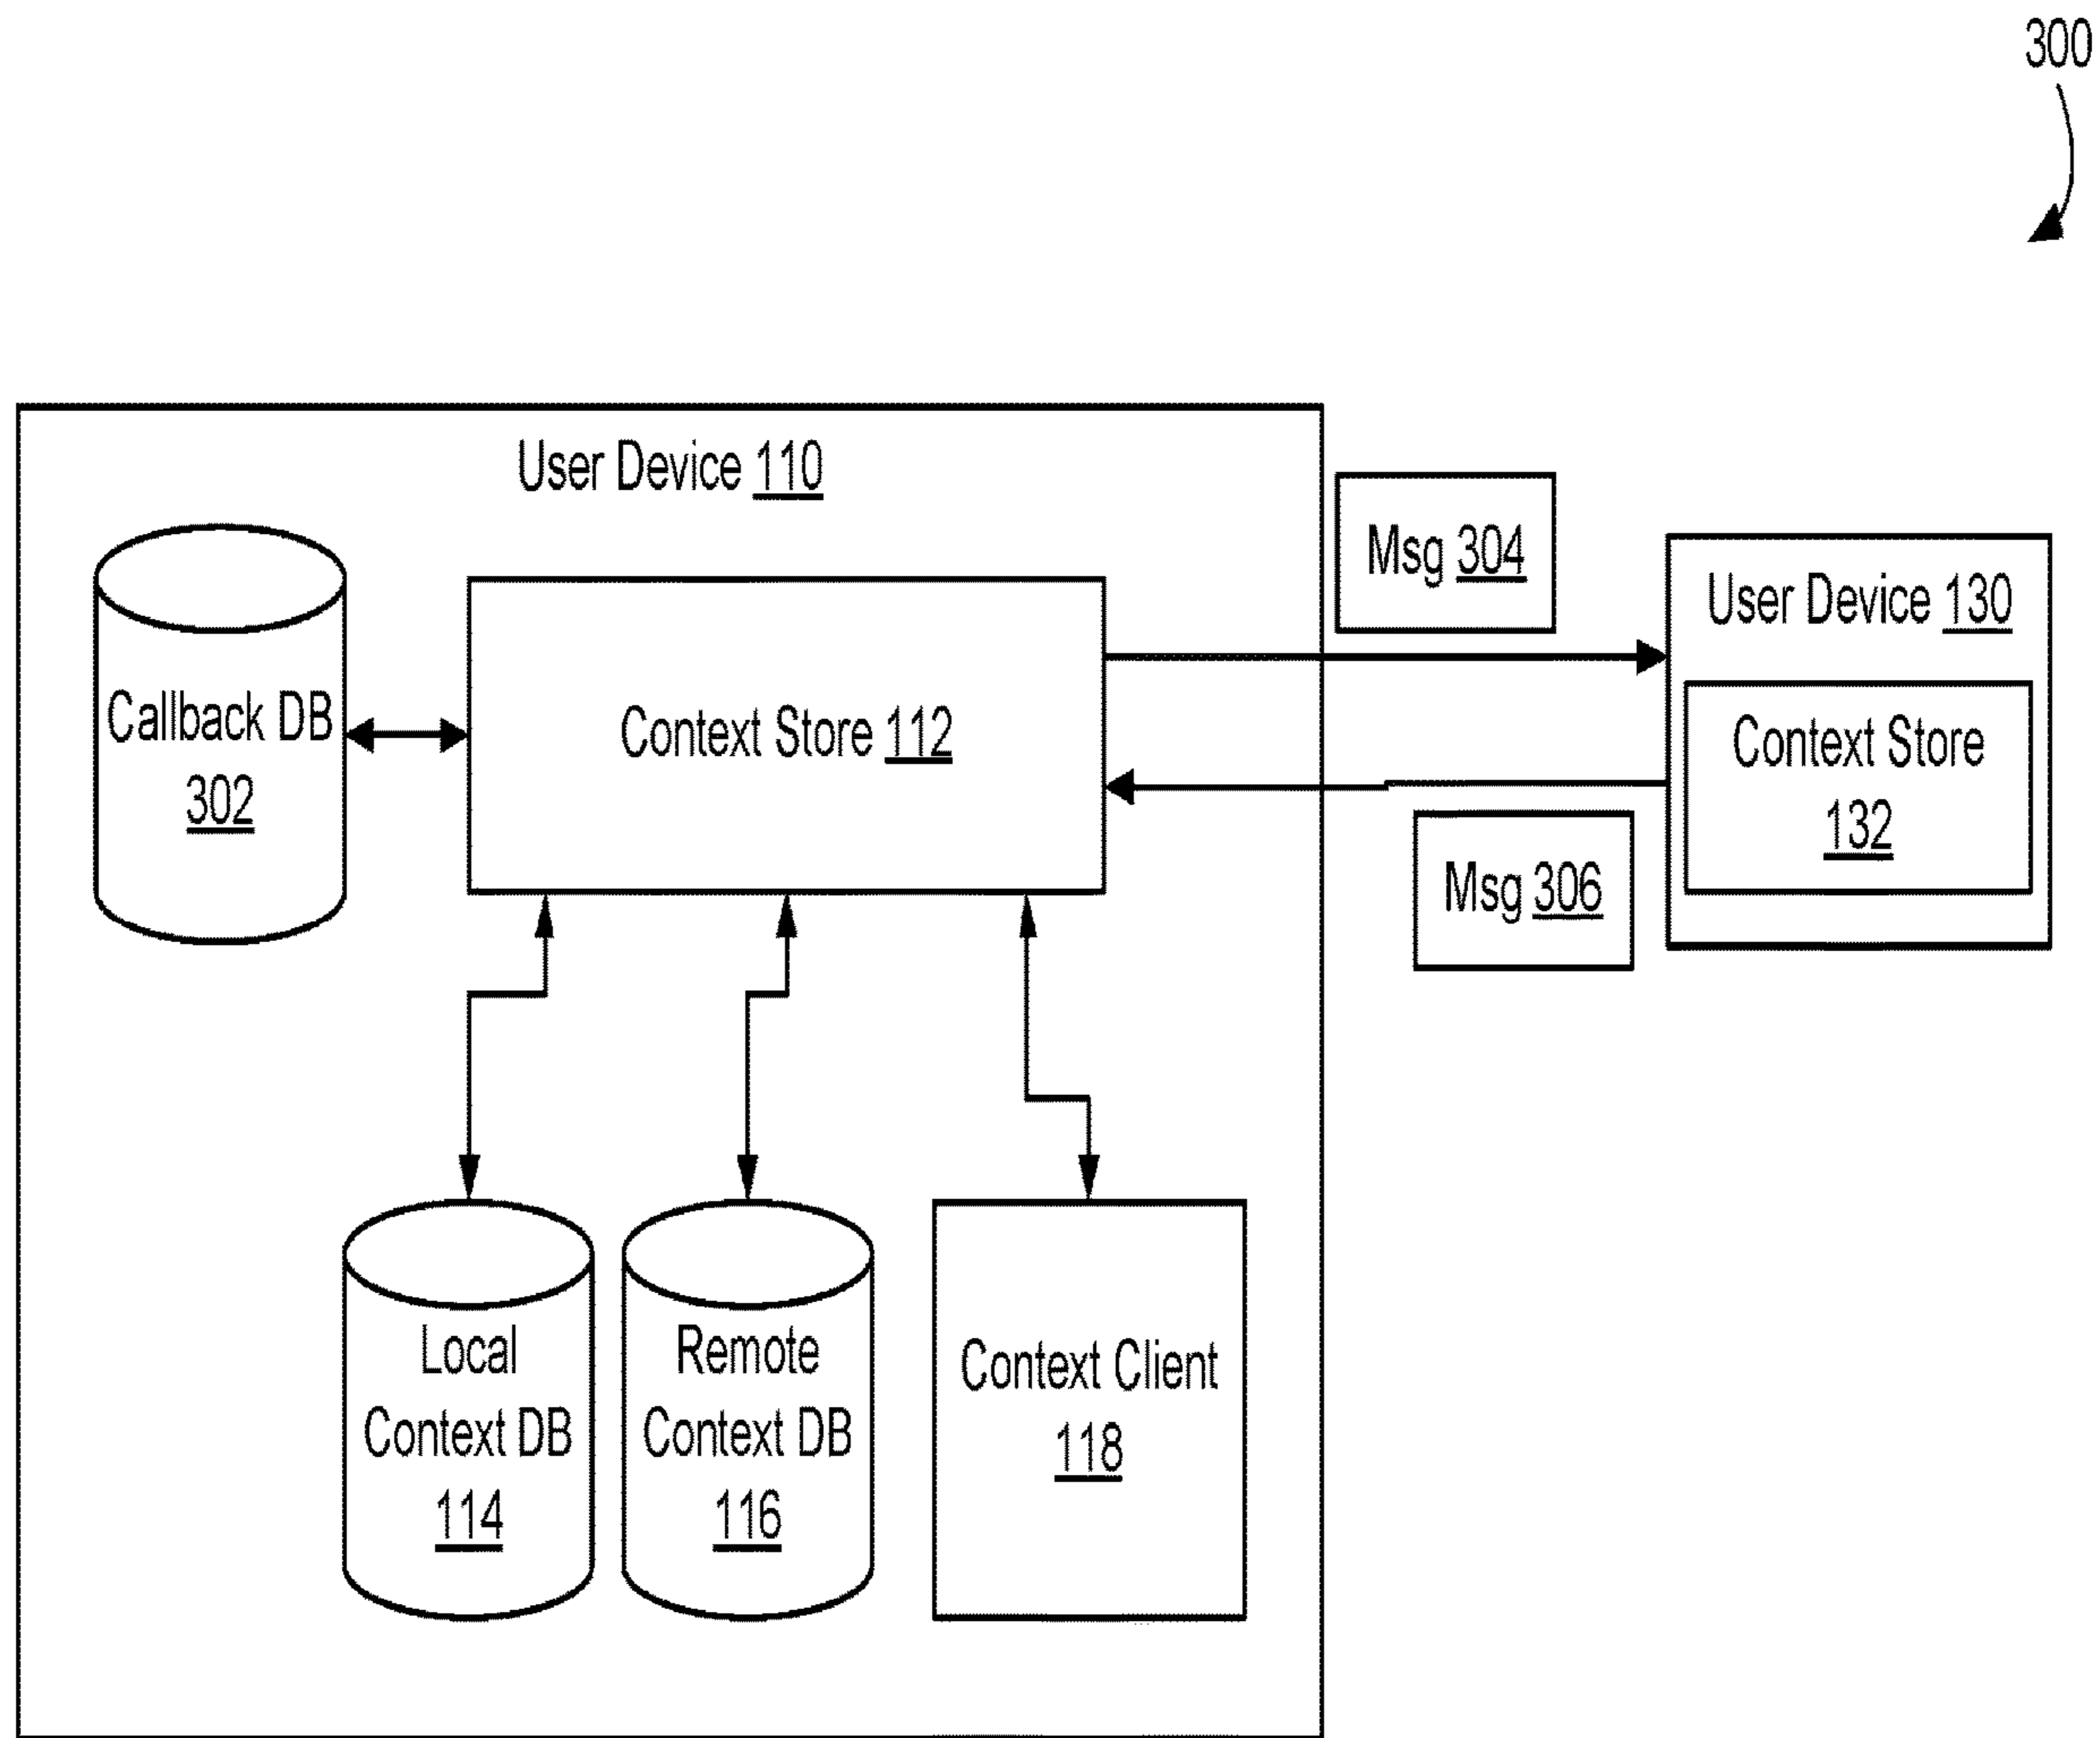 300
User Device 110
Msg 304
User Device 130
Callback DB
302
Context Store 112
Context Store
132
Msg 306
Local
Context DB
114
Remote
Context DB
116
Context Client
118